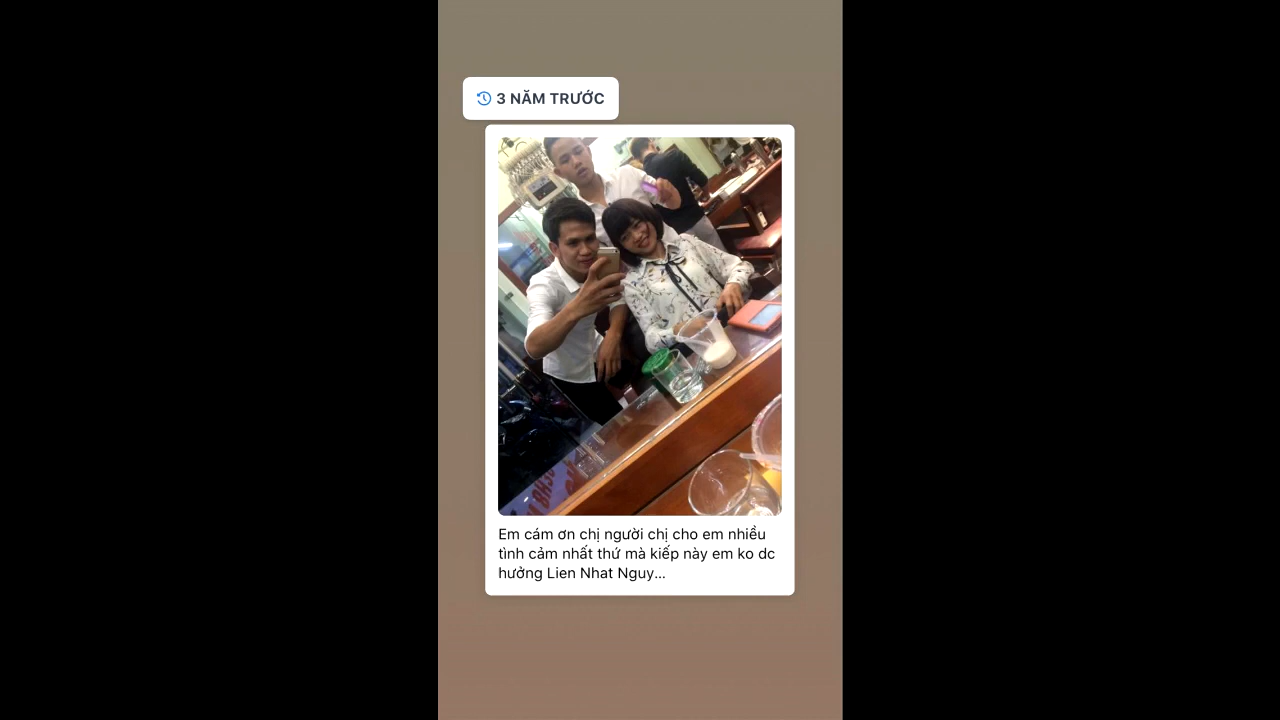 3 NĂM TRƯỚC
Em cám ơn chị người chị cho em nhiều
tình cảm nhất thứ mà kiếp này em ko dc
hưởng Lien Nhat Nguy...